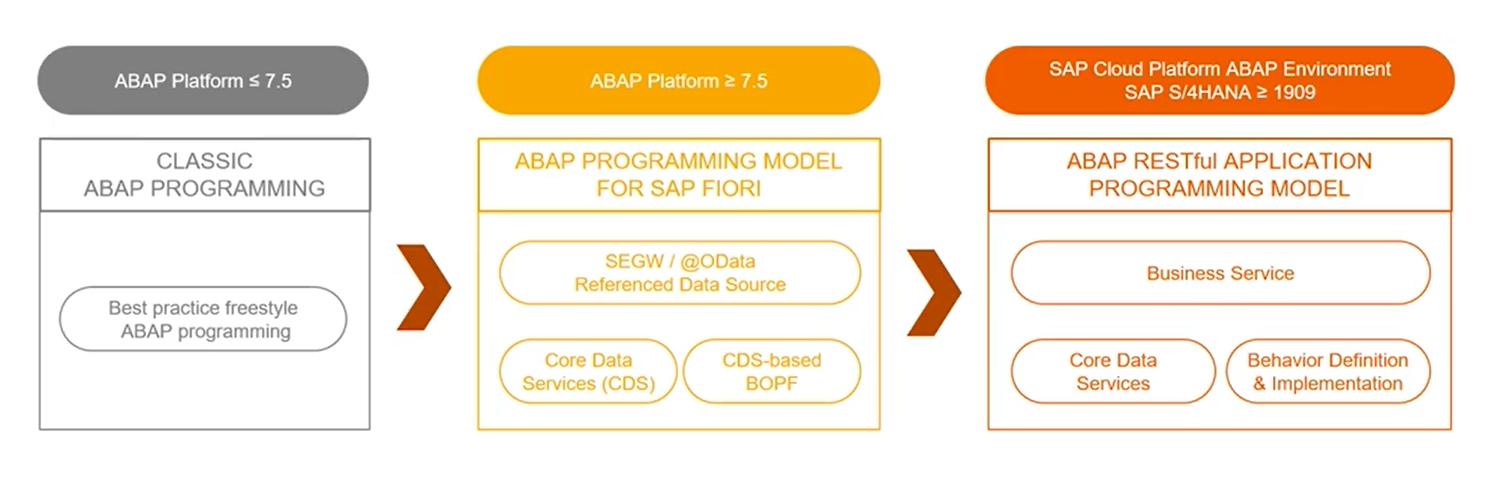 ABAP Platform ≤ 7.5
CLASSIC
ABAP PROGRAMMING
Best practice freestyle
ABAP programming
ABAP Platform ≥ 7.5
ABAP PROGRAMMING MODEL
FOR SAP FIORI
SEGW / @OData
Referenced Data Source
Core Data
Services (CDS)
CDS-based
BOPF
SAP Cloud Platform ABAP Environment
SAP S/4HANA ≥ 1909
ABAP RESTful APPLICATION
PROGRAMMING MODEL
Business Service
Core Data
Services
Behavior Definition
& Implementation